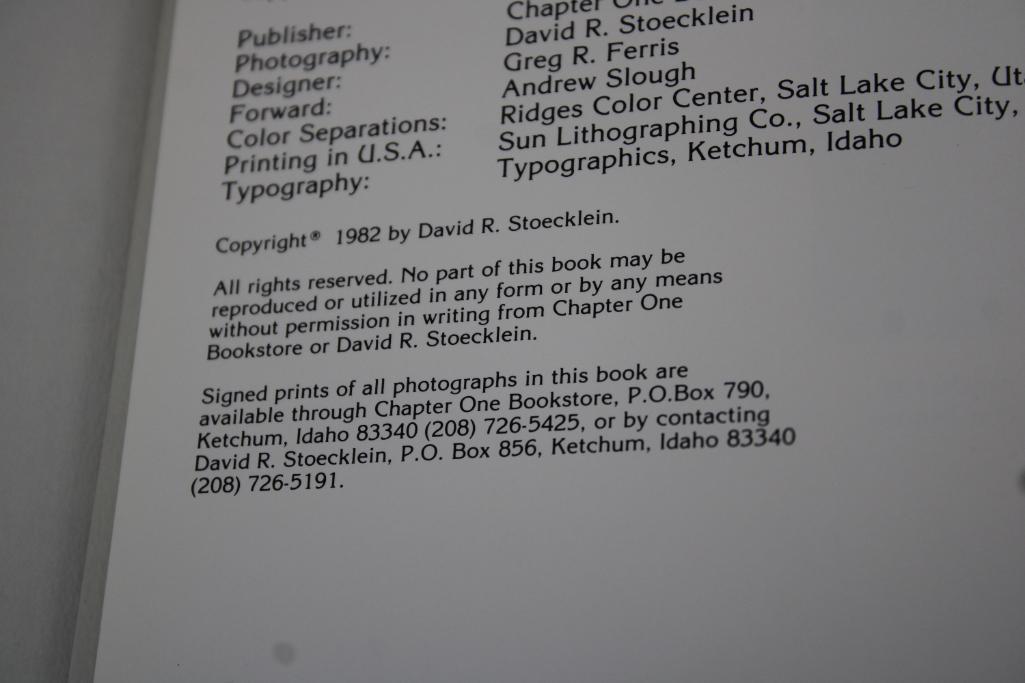 Publisher: Chapter One
Photography: David R. Stoecklein
Designer: Greg R. Ferris
Forward: Andrew Slough
Color Separations: Ridges Color Center, Salt Lake City, Ut
Printing in U.S.A.: Sun Lithographing Co., Salt Lake City,
Typography: Typographics, Ketchum, Idaho
Copyright® 1982 by David R. Stoecklein.
All rights reserved. No part of this book may be
reproduced or utilized in any form or by any means
without permission in writing from Chapter One
Bookstore or David R. Stoecklein.
Signed prints of all photographs in this book are
available through Chapter One Bookstore, P.O.Box 790,
Ketchum, Idaho 83340 (208) 726-5425, or by contacting
David R. Stoecklein, P.O. Box 856, Ketchum, Idaho 83340
(208) 726-5191.